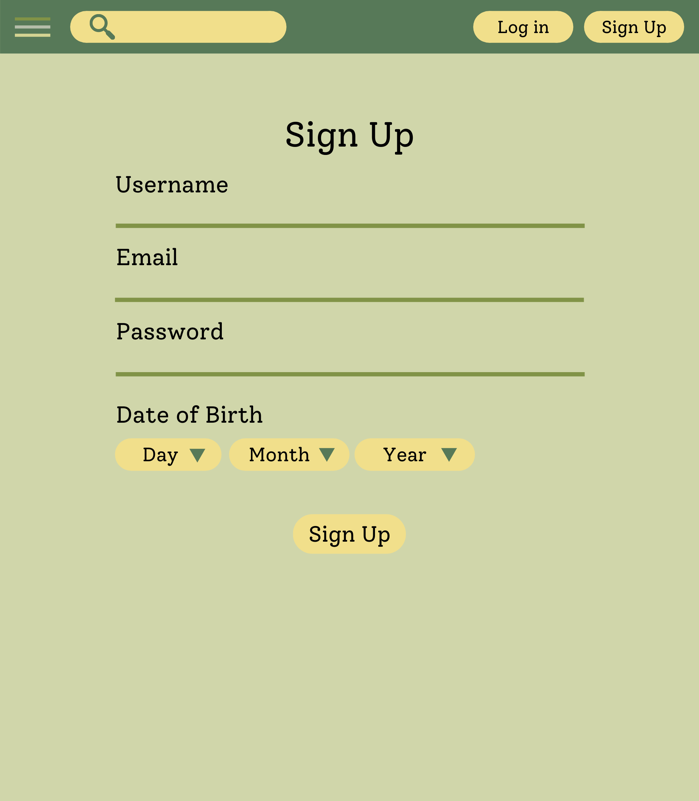 Log in Sign Up
Sign Up
Username
Email
Password
Date of Birth
Day Month Year
Sign Up